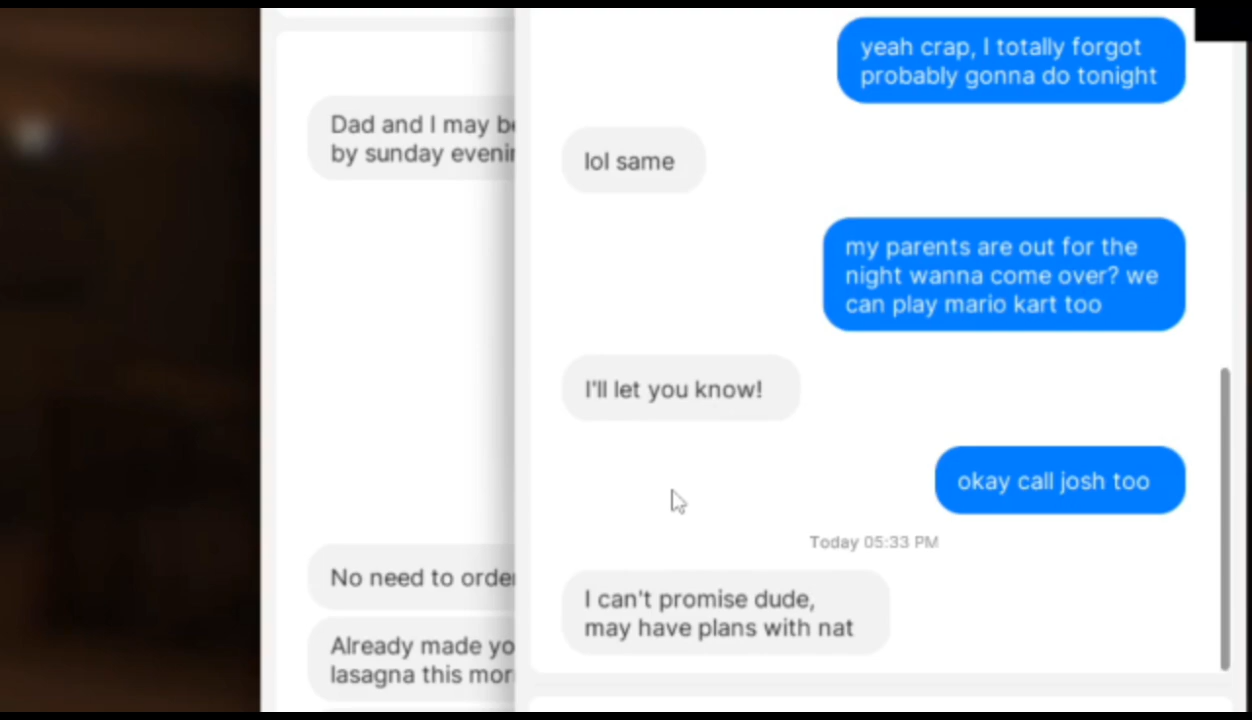 Dad and I may
by sunday
No need to
Already made
lasagna this
yeah crap, I totally forgot
probably gonna do tonight
lol same
my parents are out for the
night wanna come over? we
can play mario kart too
I'll let you know!
okay call josh too
Today 05:33 PM
I can't promise dude,
may have plans with nat